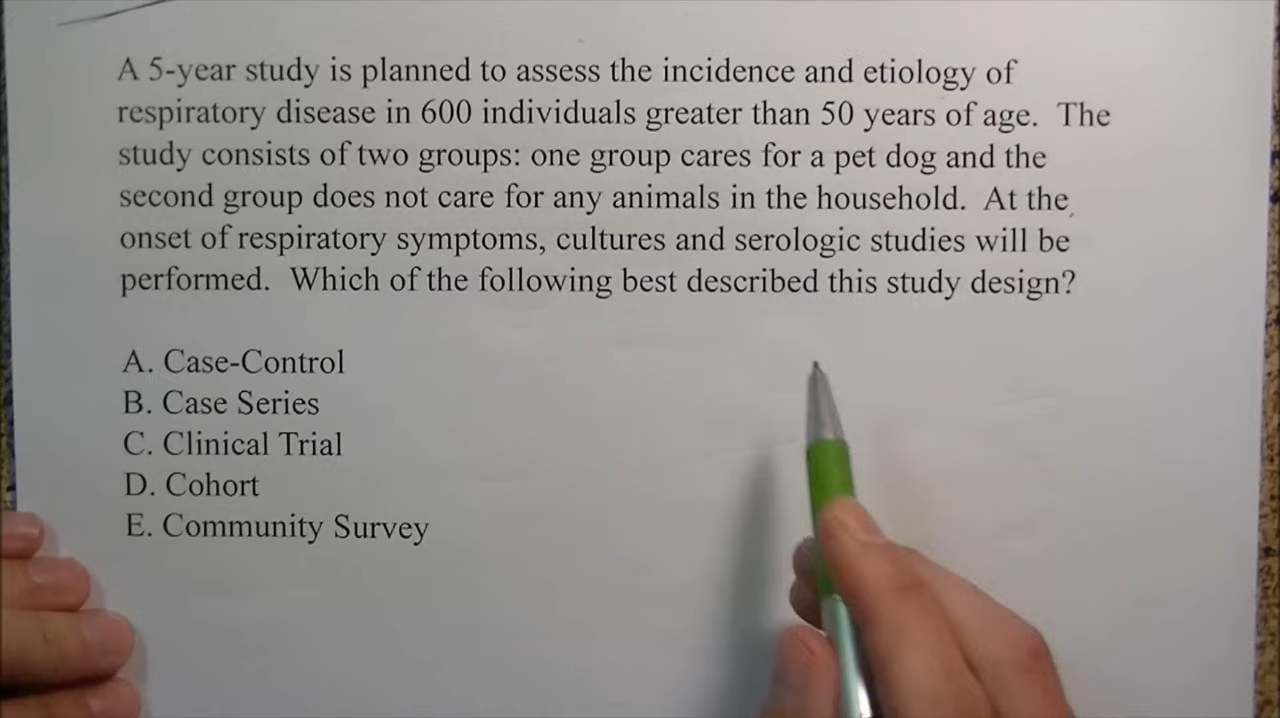 A 5-year study is planned to assess the incidence and etiology of
respiratory disease in 600 individuals greater than 50 years of age. The
study consists of two groups: one group cares for a pet dog and the
second group does not care for any animals in the household. At the
onset of respiratory symptoms, cultures and serologic studies will be
performed. Which of the following best described this study design?
A. Case-Control
B. Case Series
C. Clinical Trial
D. Cohort
E. Community Survey